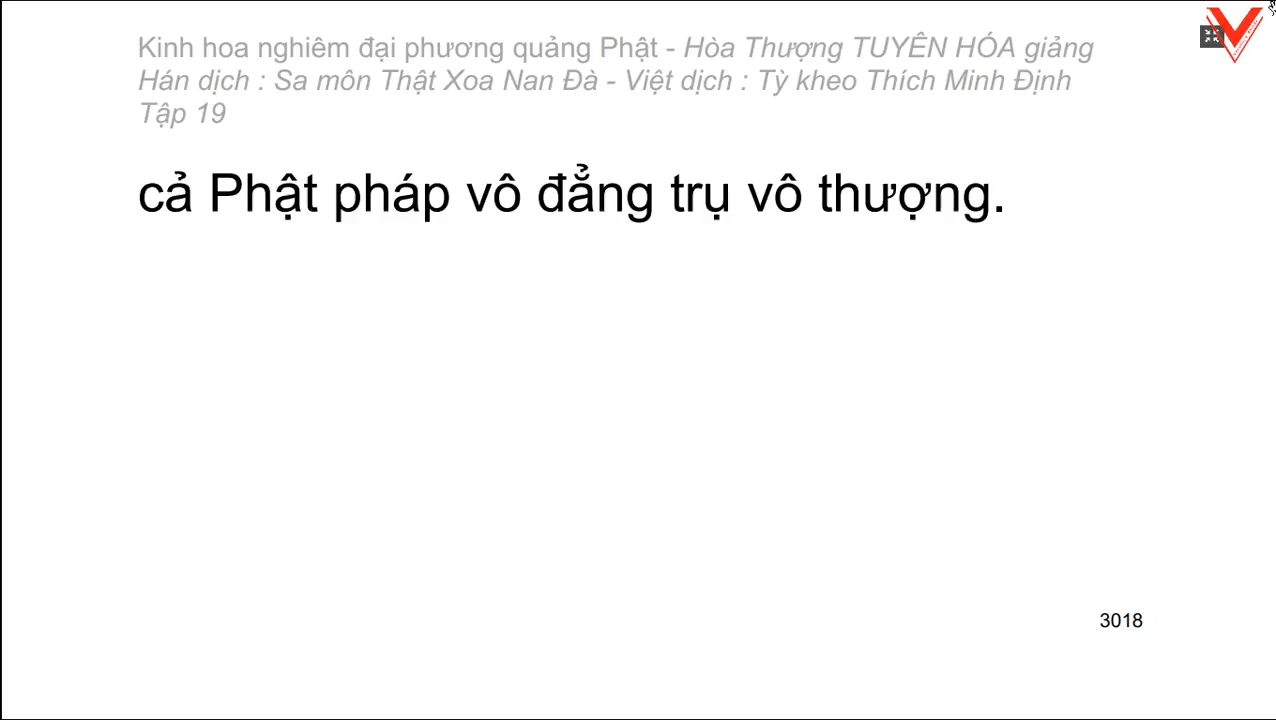 Kinh hoa nghiêm đại phương quảng Phật - Hòa Thượng TUYÊN HÓA giảng
Hán dịch : Sa môn Thật Xoa Nan Đà - Việt dịch : Tỳ kheo Thích Minh Định
Tập 19
cả Phật pháp vô đẳng trụ vô thượng.
3018